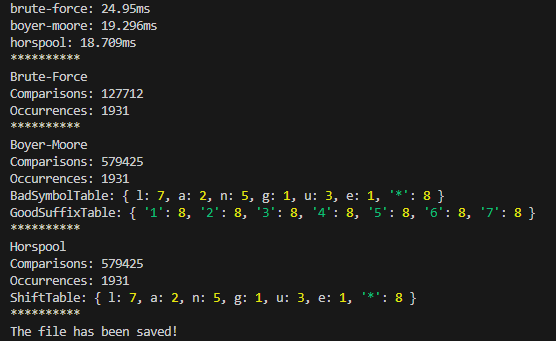 brute-force: 24.95ms
boyer-moore: 19.296ms
horspool: 18.709ms
**********
Brute-Force
Comparisons: 127712
Occurrences: 1931
**********
Boyer-Moore
Comparisons: 579425
Occurrences: 1931
BadSymbolTable: { l: 7, a: 2, n: 5, g: 1, u: 3, e: 1, '*': 8 }
GoodSuffixTable: { '1': 8, '2': 8, '3': 8, '4': 8, '5': 8, '6': 8, '7': 8 }
**********
Horspool
Comparisons: 579425
Occurrences: 1931
ShiftTable: { l: 7, a: 2, n: 5, g: 1, u: 3, e: 1, '*': 8 }
**********
The file has been saved!